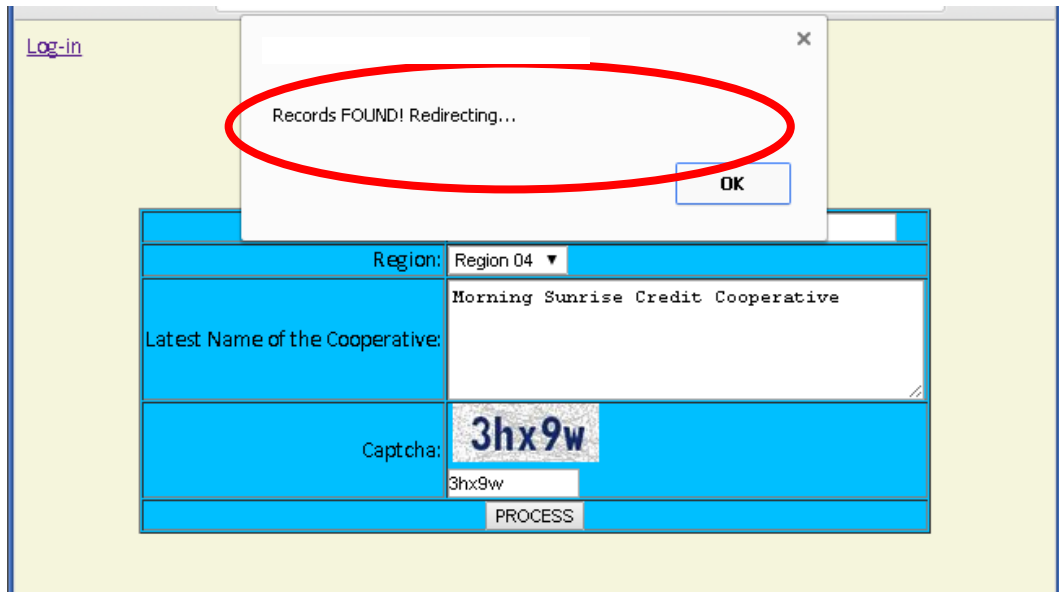 Log-in
×
Records FOUND! Redirecting...
OK
Region: Region 04 ▼
Latest Name of the Cooperative: Morning Sunrise Credit Cooperative
Captcha: 3hx9w
3hx9w
PROCESS